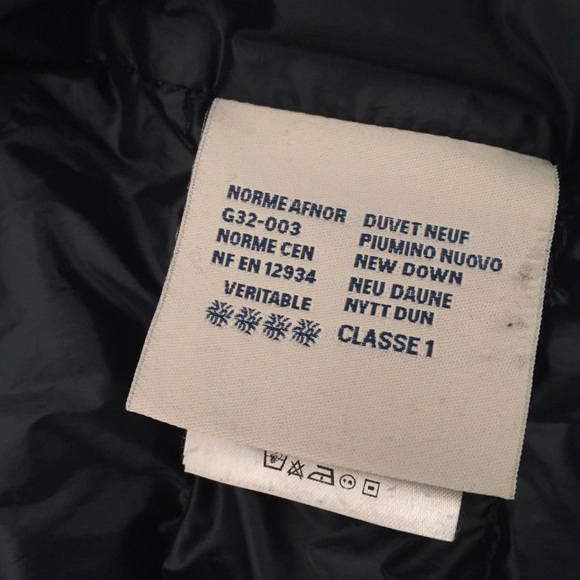 NORME AFNOR
G32-003
NORME CEN
NF EN 12934
VERITABLE
DUVET NEUF
PIUMINO NUOVO
NEW DOWN
NEU DAUNE
NYTT DUN
CLASSE 1